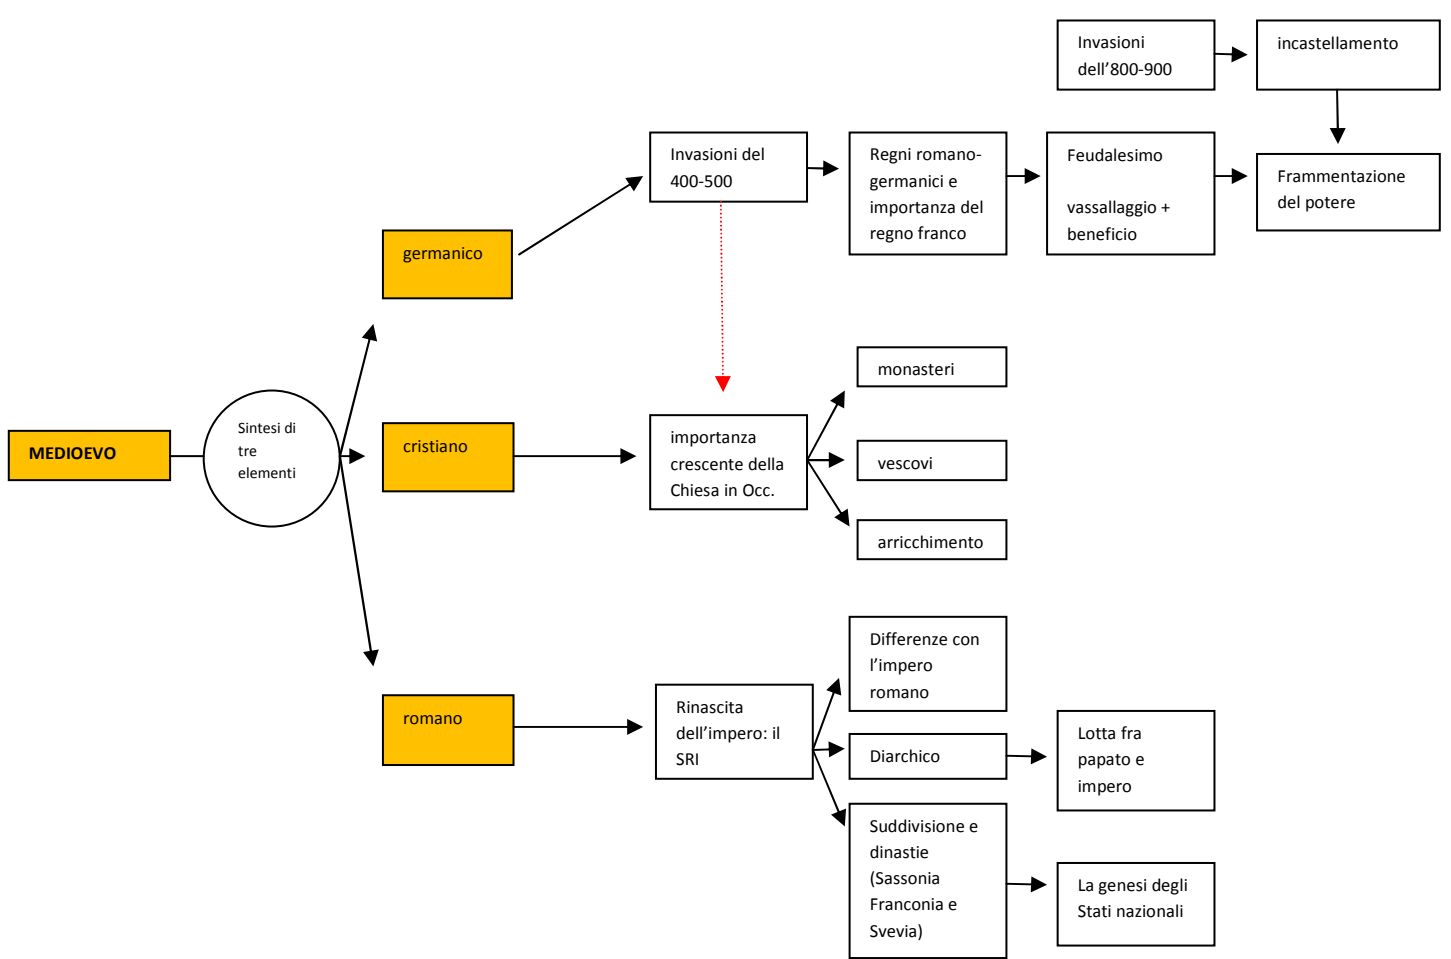 Invasioni
dell'800-900
incastellamento
Invasioni del
400-500
Regni romano-
germanici e
importanza del
regno franco
Feudalesimo
vassallaggio +
beneficio
Frammentazione
del potere
germanico
monasteri
MEDIOEVO
Sintesi di
tre
elementi
cristiano
importanza
crescente della
Chiesa in Occ.
vescovi
arricchimento
romano
Rinascita
dell'impero: il
SRI
Differenze con
l'impero
romano
Diarchico
Lotta fra
papato e
impero
Suddivisione e
dinastie
(Sassonia
Franconia e
Svevia)
La genesi degli
Stati nazionali